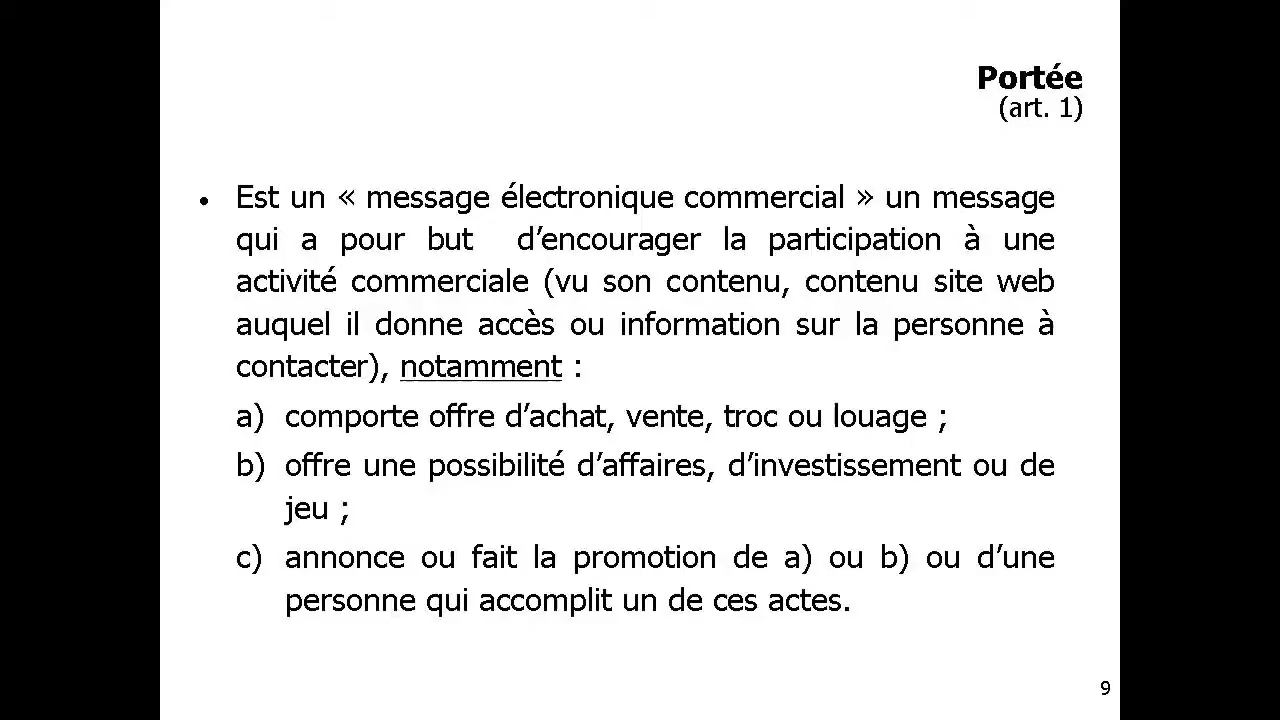 Portée
(art. 1)
• Est un « message électronique commercial » un message
qui a pour but d’encourager la participation à une
activité commerciale (vu son contenu, contenu site web
auquel il donne accès ou information sur la personne à
contacter), notamment :
a) comporte offre d’achat, vente, troc ou louage ;
b) offre une possibilité d’affaires, d’investissement ou de
jeu ;
c) annonce ou fait la promotion de a) ou b) ou d’une
personne qui accomplit un de ces actes.
9